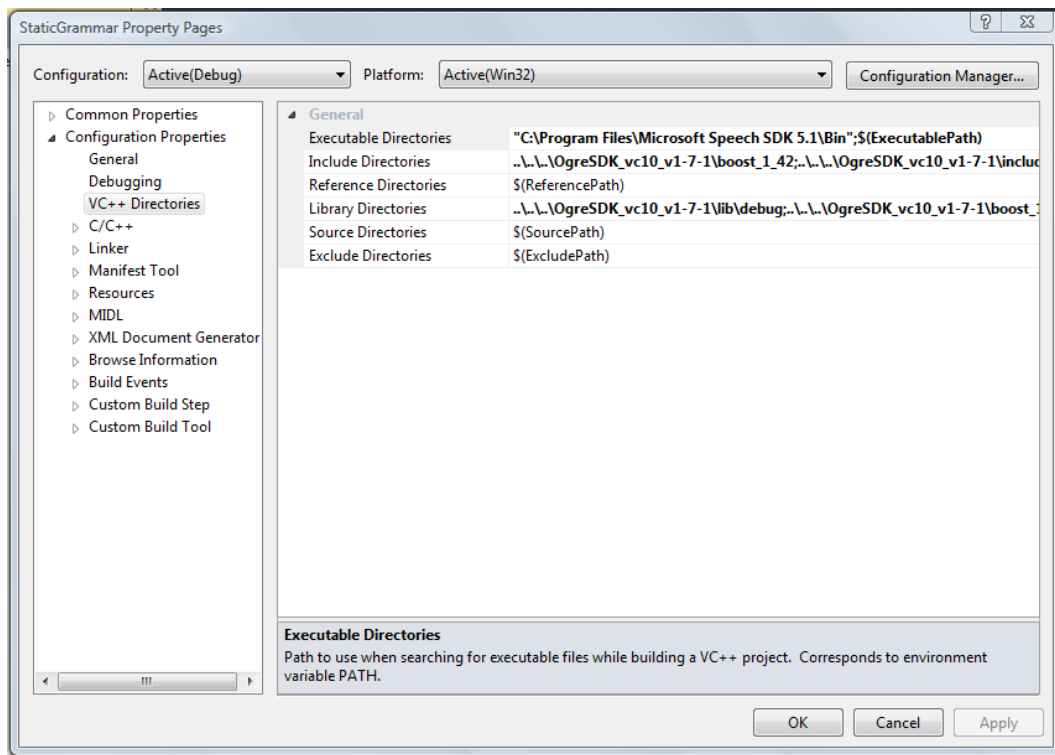 StaticGrammar Property Pages
Configuration: Active(Debug) Platform: Active(Win32) Configuration Manager...
Common Properties
Configuration Properties
General
Debugging
VC++ Directories
C/C++
Linker
Manifest Tool
Resources
MIDL
XML Document Generator
Browse Information
Build Events
Custom Build Step
Custom Build Tool
General
Executable Directories "C:\Program Files\Microsoft Speech SDK 5.1\Bin";$(ExecutablePath)
Include Directories ..\..\..\OgreSDK_vc10_v1-7-1\boost_1_42;..\..\..\OgreSDK_vc10_v1-7-1\includ
Reference Directories $(ReferencePath)
Library Directories ..\..\..\OgreSDK_vc10_v1-7-1\lib\debug;..\..\..\OgreSDK_vc10_v1-7-1\boost_1
Source Directories $(SourcePath)
Exclude Directories $(ExcludePath)
Executable Directories
Path to use when searching for executable files while building a VC++ project. Corresponds to environment
variable PATH.
OK Cancel Apply